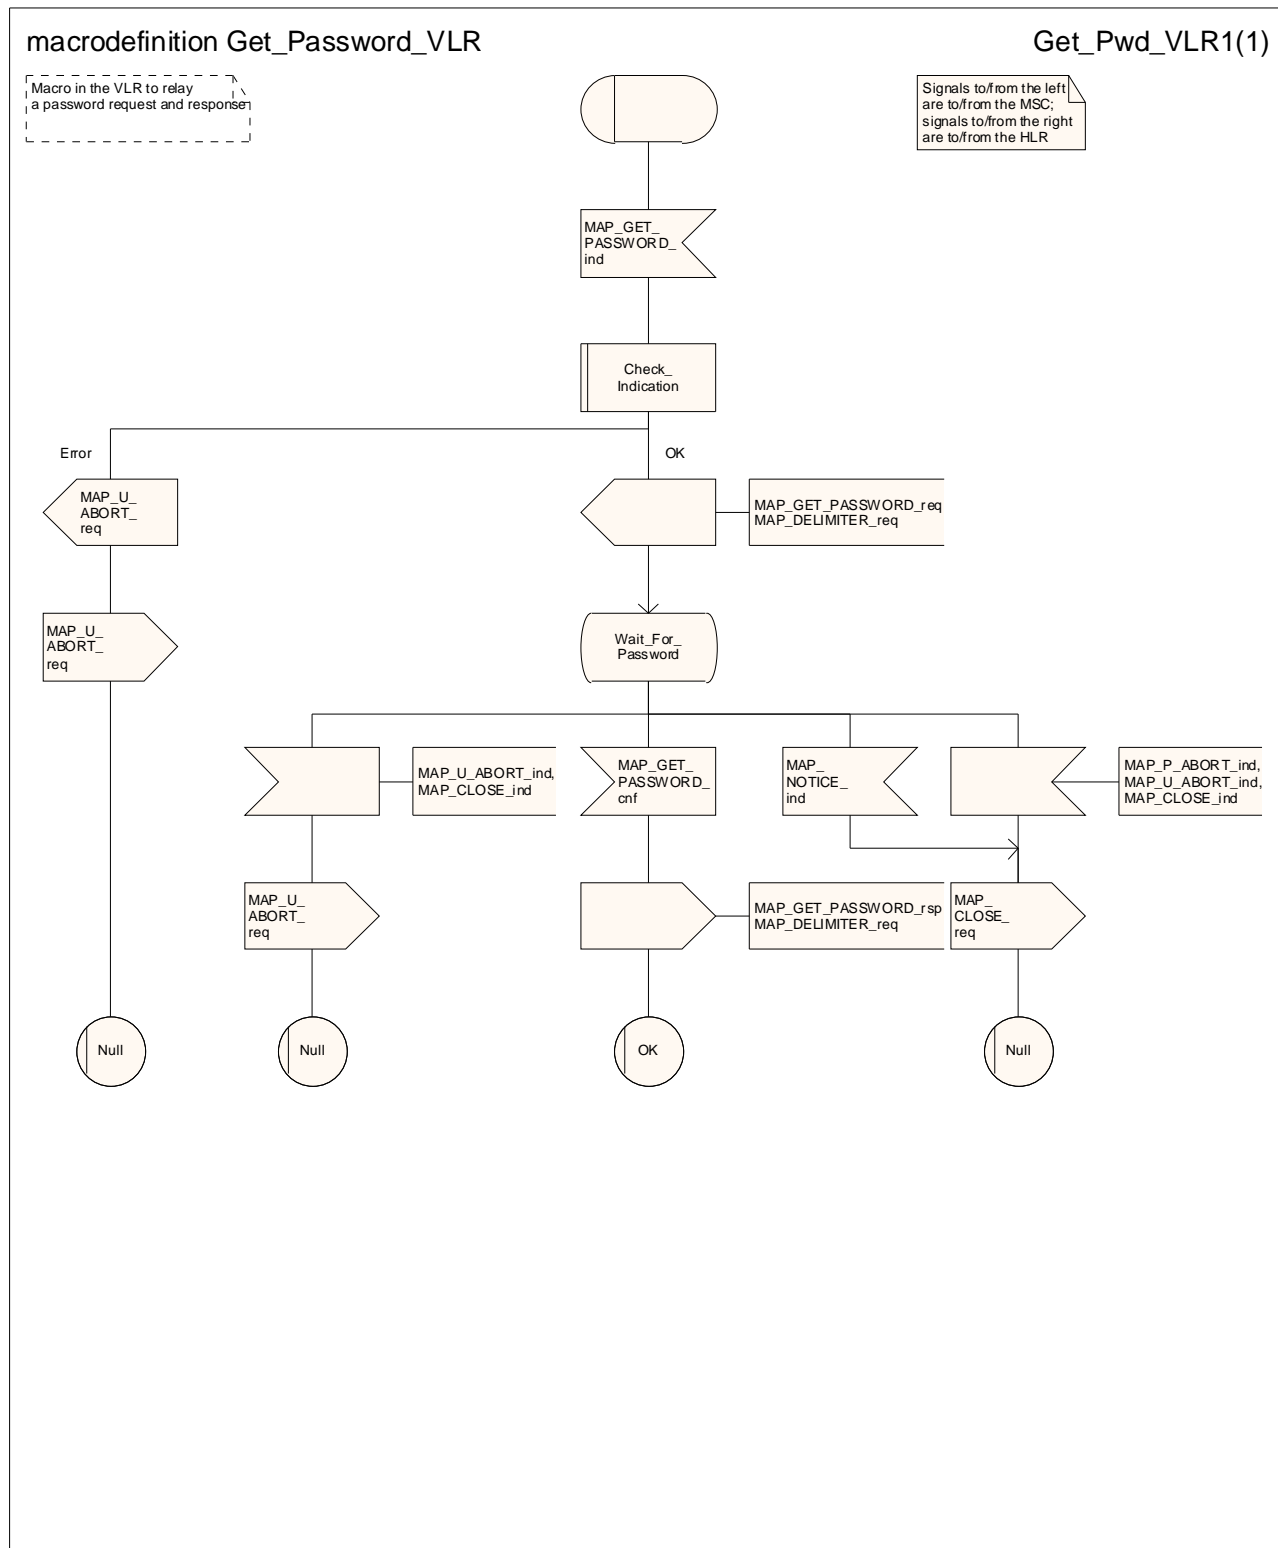 macrodefinition Get_Password_VLR
Get_Pwd_VLR1(1)
Macro in the VLR to relay
a password request and response
Signals to/from the left
are to/from the MSC;
signals to/from the right
are to/from the HLR
MAP_GET_
PASSWORD_
ind
Check_
Indication
Error
OK
MAP_U_
ABORT_
req
MAP_GET_PASSWORD_req
MAP_DELIMITER_req
MAP_U_
ABORT_
req
Wait_For_
Password
MAP_U_ABORT_ind,
MAP_CLOSE_ind
MAP_GET_
PASSWORD_
cnf
MAP_
NOTICE_
ind
MAP_P_ABORT_ind,
MAP_U_ABORT_ind,
MAP_CLOSE_ind
MAP_U_
ABORT_
req
MAP_GET_PASSWORD_rsp
MAP_DELIMITER_req
MAP_
CLOSE_
req
Null
Null
OK
Null